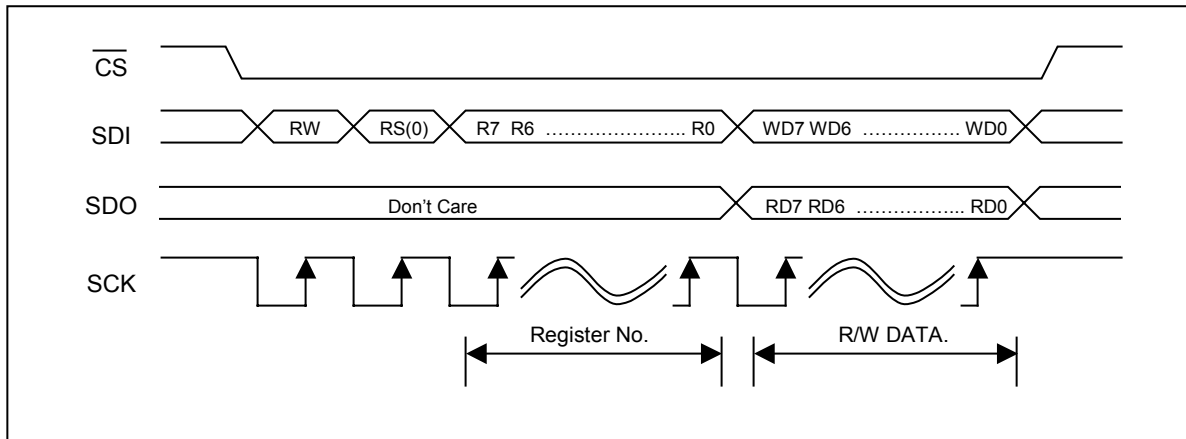 CS
SDI RW RS(0) R7 R6 ........................ R0 WD7 WD6 ................. WD0
SDO Don't Care RD7 RD6 ................... RD0
SCK
Register No. R/W DATA.